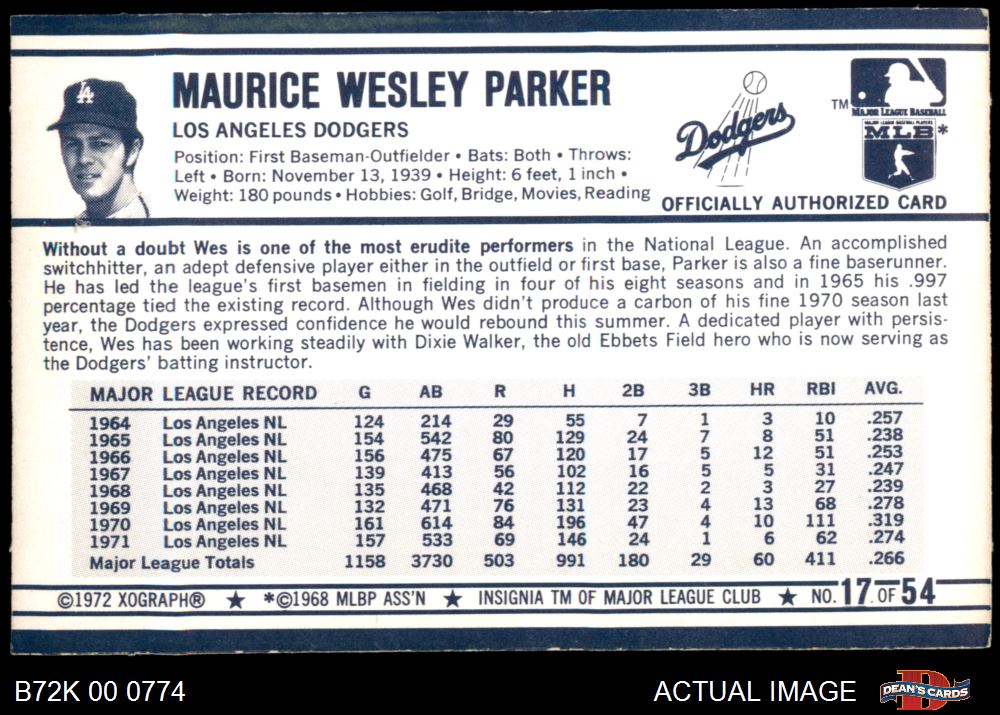 LA
MAURICE WESLEY PARKER
LOS ANGELES DODGERS
Position: First Baseman-Outfielder • Bats: Both • Throws:
Left • Born: November 13, 1939 • Height: 6 feet, 1 inch •
Weight: 180 pounds • Hobbies: Golf, Bridge, Movies, Reading
Dodgers
TM
MAJOR LEAGUE BASEBALL
MAJOR LEAGUE BASEBALL PLAYERS
MLB*
OFFICIALLY AUTHORIZED CARD
Without a doubt Wes is one of the most erudite performers in the National League. An accomplished
switchhitter, an adept defensive player either in the outfield or first base, Parker is also a fine baserunner.
He has led the league's first basemen in fielding in four of his eight seasons and in 1965 his .997
percentage tied the existing record. Although Wes didn't produce a carbon of his fine 1970 season last
year, the Dodgers expressed confidence he would rebound this summer. A dedicated player with persis-
tence, Wes has been working steadily with Dixie Walker, the old Ebbets Field hero who is now serving as
the Dodgers' batting instructor.
MAJOR LEAGUE RECORD G AB R H 2B 3B HR RBI AVG.
1964 Los Angeles NL 124 214 29 55 7 1 3 10 .257
1965 Los Angeles NL 154 542 80 129 24 7 8 51 .238
1966 Los Angeles NL 156 475 67 120 17 5 12 51 .253
1967 Los Angeles NL 139 413 56 102 16 5 5 31 .247
1968 Los Angeles NL 135 468 42 112 22 2 3 27 .239
1969 Los Angeles NL 132 471 76 131 23 4 13 68 .278
1970 Los Angeles NL 161 614 84 196 47 4 10 111 .319
1971 Los Angeles NL 157 533 69 146 24 1 6 62 .274
Major League Totals 1158 3730 503 991 180 29 60 411 .266
©1972 XOGRAPH® ★ *©1968 MLBP ASS'N ★ INSIGNIA TM OF MAJOR LEAGUE CLUB ★ NO. 17 OF 54
B72K 00 0774
ACTUAL IMAGE
DEAN'S CARDS